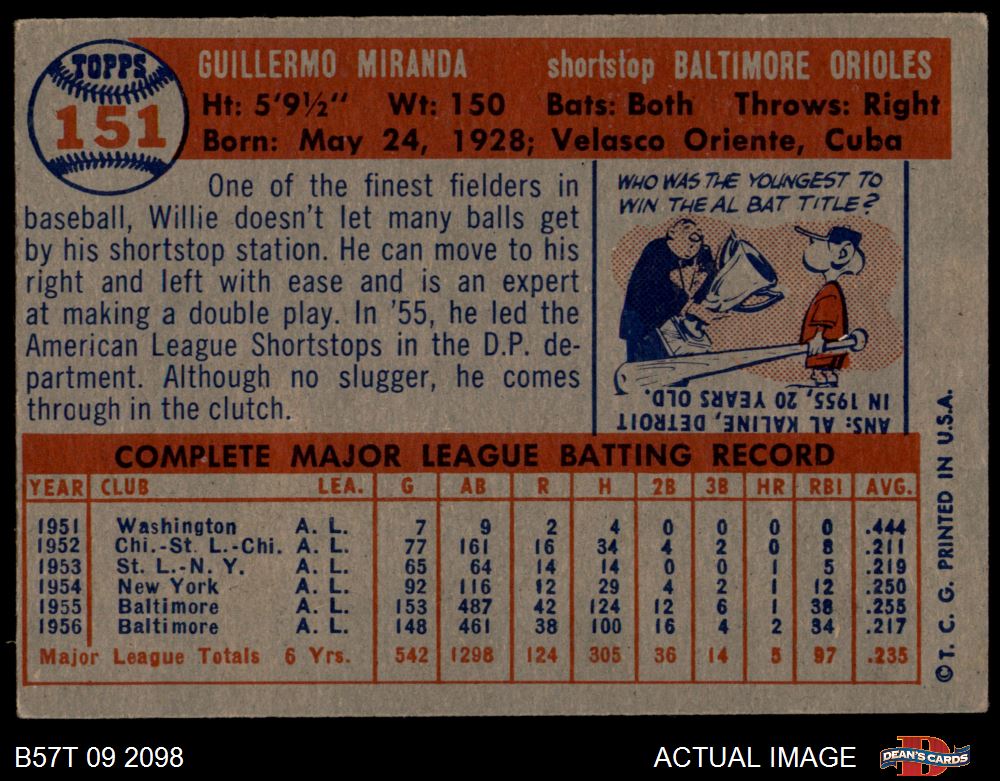 TOPPS
151
GUILLERMO MIRANDA shortstop BALTIMORE ORIOLES
Ht: 5'9½" Wt: 150 Bats: Both Throws: Right
Born: May 24, 1928; Velasco Oriente, Cuba
One of the finest fielders in
baseball, Willie doesn't let many balls get
by his shortstop station. He can move to his
right and left with ease and is an expert
at making a double play. In '55, he led the
American League Shortstops in the D.P. de-
partment. Although no slugger, he comes
through in the clutch.
WHO WAS THE YOUNGEST TO
WIN THE AL BAT TITLE?
ANS: AL KALINE, DETROIT
IN 1955, 20 YEARS OLD.
COMPLETE MAJOR LEAGUE BATTING RECORD
YEAR CLUB LEA. G AB R H 2B 3B HR RBI AVG.
1951 Washington A. L. 7 9 2 4 0 0 0 0 .444
1952 Chi.-St. L.-Chi. A. L. 77 161 16 34 4 2 0 8 .211
1953 St. L.-N. Y. A. L. 65 64 14 14 0 0 1 5 .219
1954 New York A. L. 92 116 12 29 4 2 1 12 .250
1955 Baltimore A. L. 153 487 42 124 12 6 1 38 .255
1956 Baltimore A. L. 148 461 38 100 16 4 2 34 .217
Major League Totals 6 Yrs. 542 1298 124 305 36 14 5 97 .235
© T. C. G. PRINTED IN U.S.A.
B57T 09 2098 ACTUAL IMAGE DEAN'S CARDS